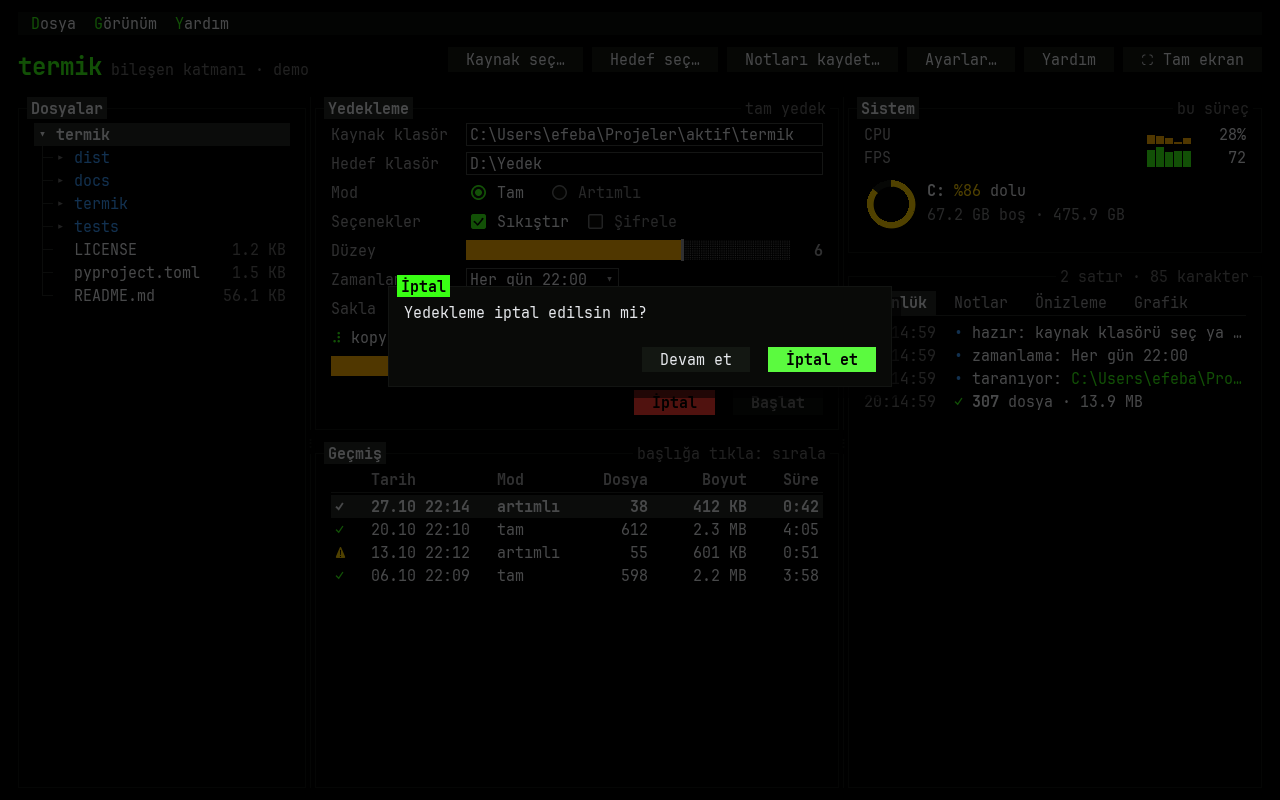 Dosya Görünüm Yardım
termik bileşen katmanı · demo
Kaynak seç… Hedef seç… Notları kaydet… Ayarlar… Yardım Tam ekran
Dosyalar
termik
dist
docs
termik
tests
LICENSE 1.2 KB
pyproject.toml 1.5 KB
README.md 56.1 KB
Yedekleme tam yedek
Kaynak klasör C:\Users\efeba\Projeler\aktif\termik
Hedef klasör D:\Yedek
Mod Tam Artımlı
Seçenekler Sıkıştır Şifrele
Düzey 6
Zamanla Her gün 22:00
Sakla
kopy
İptal Başlat
İptal
Yedekleme iptal edilsin mi?
Devam et İptal et
Geçmiş başlığa tıkla: sırala
Tarih Mod Dosya Boyut Süre
✓ 27.10 22:14 artımlı 38 412 KB 0:42
✓ 20.10 22:10 tam 612 2.3 MB 4:05
⚠ 13.10 22:12 artımlı 55 601 KB 0:51
✓ 06.10 22:09 tam 598 2.2 MB 3:58
Sistem bu süreç
CPU 28%
FPS 72
C: %86 dolu
67.2 GB boş · 475.9 GB
2 satır · 85 karakter
lük Notlar Önizleme Grafik
14:59 • hazır: kaynak klasörü seç ya …
14:59 • zamanlama: Her gün 22:00
14:59 • taranıyor: C:\Users\efeba\Pro…
20:14:59 ✓ 307 dosya · 13.9 MB